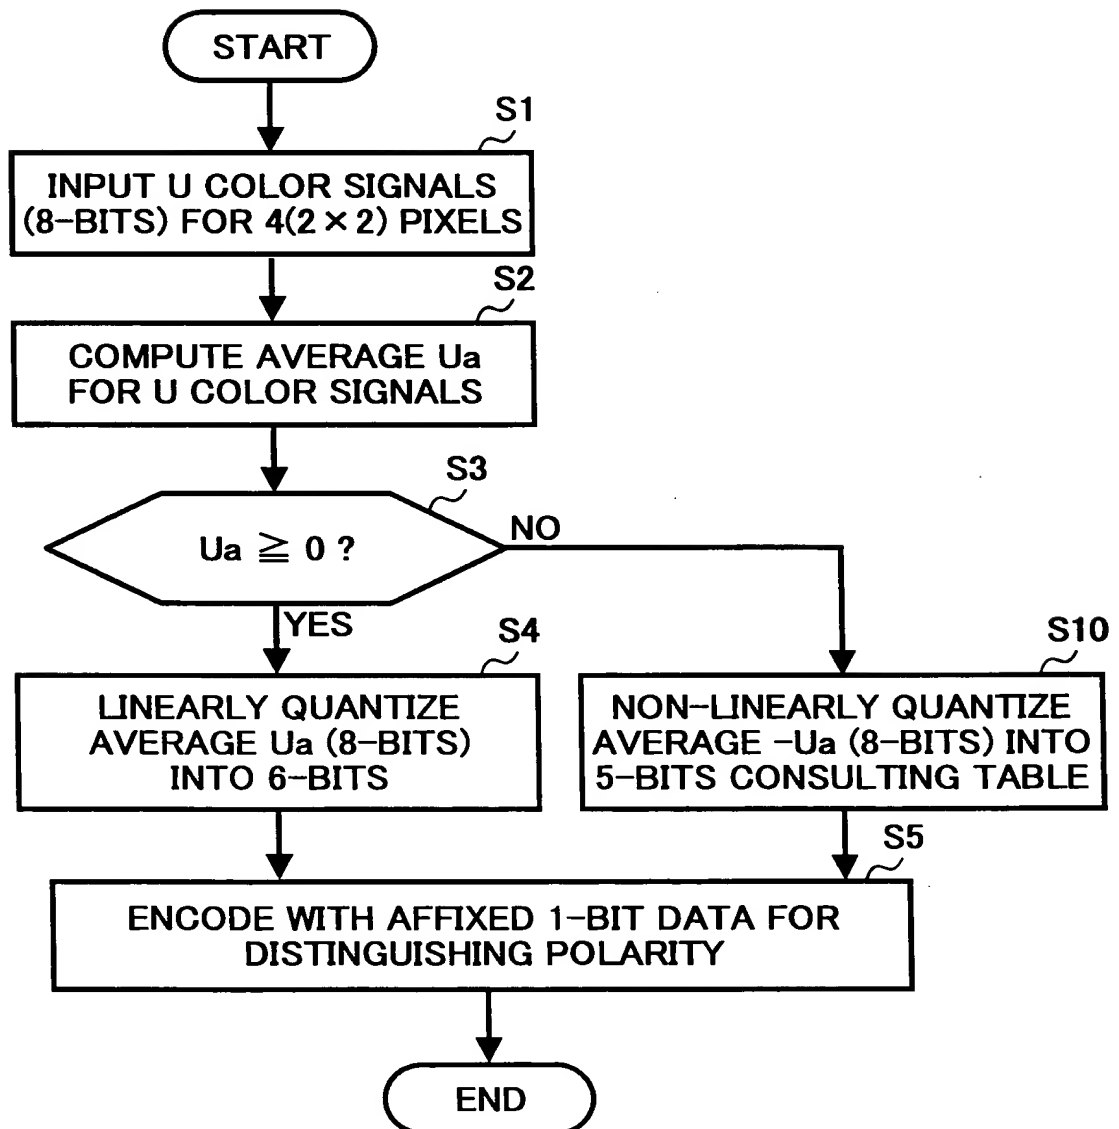 START
S1
INPUT U COLOR SIGNALS
(8-BITS) FOR 4(2×2) PIXELS
S2
COMPUTE AVERAGE Ua
FOR U COLOR SIGNALS
S3
Ua ≧ 0 ?
NO
YES
S4
LINEARLY QUANTIZE
AVERAGE Ua (8-BITS)
INTO 6-BITS
S10
NON-LINEARLY QUANTIZE
AVERAGE -Ua (8-BITS) INTO
5-BITS CONSULTING TABLE
S5
ENCODE WITH AFFIXED 1-BIT DATA FOR
DISTINGUISHING POLARITY
END